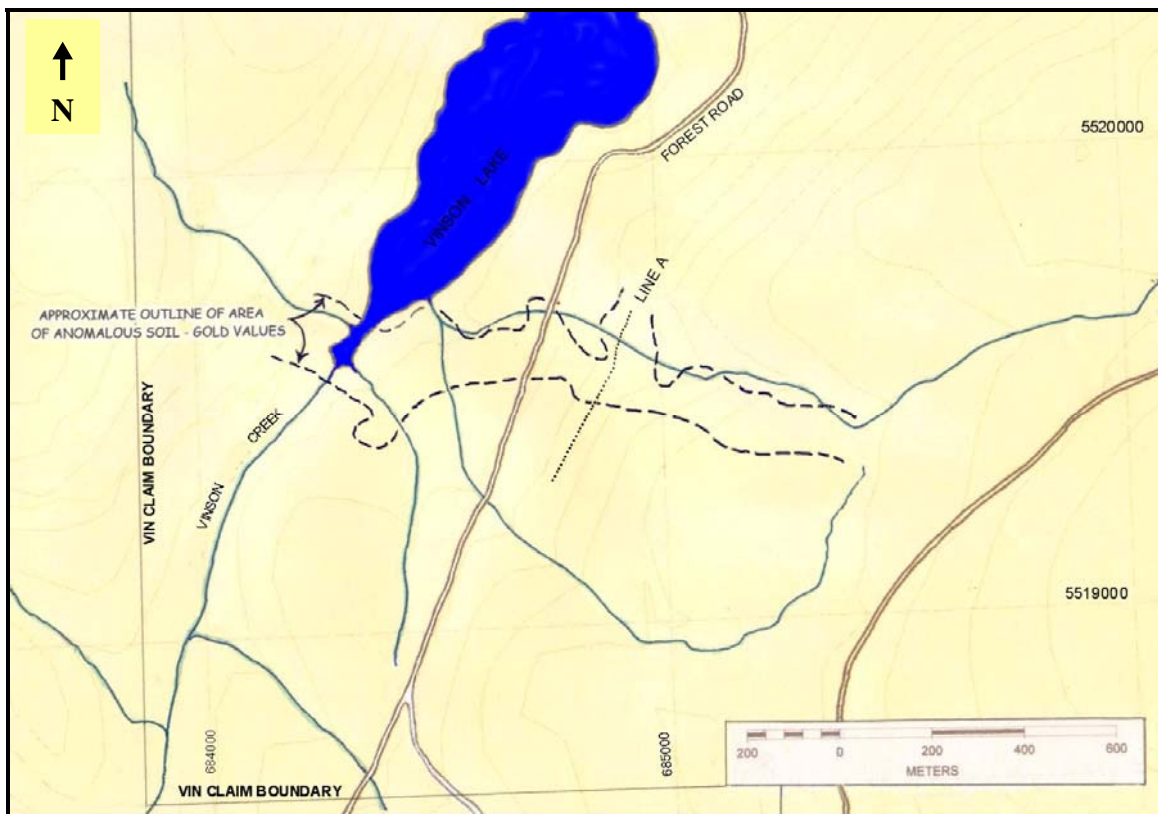 N
5520000
FOREST ROAD
VINSON LAKE
LINE A
APPROXIMATE OUTLINE OF AREA
OF ANOMALOUS SOIL - GOLD VALUES
VIN CLAIM BOUNDARY
VINSON CREEK
5519000
684000
685000
VIN CLAIM BOUNDARY
200 0 200 400 600
METERS